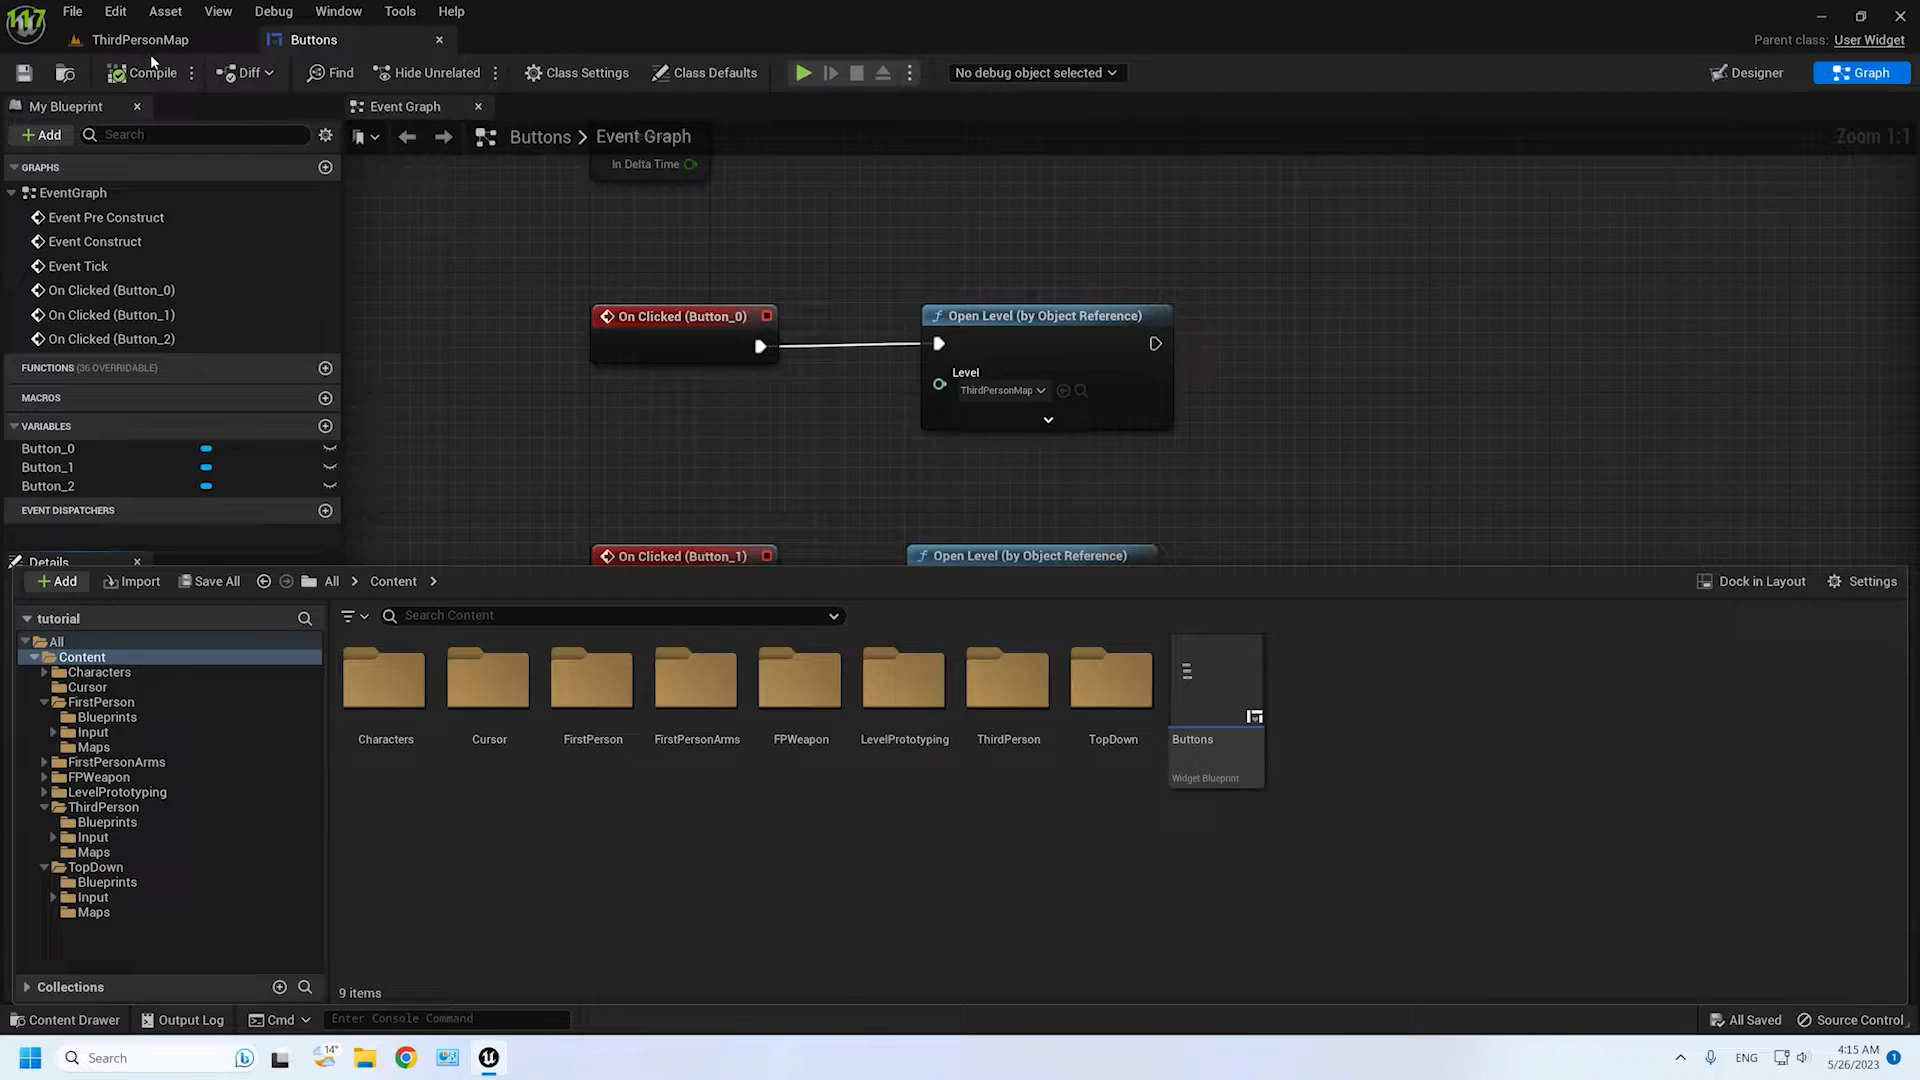 File Edit Asset View Debug Window Tools Help
ThirdPersonMap
Buttons
Parent class: User Widget
Compile
Diff
Find
Hide Unrelated
Class Settings
Class Defaults
No debug object selected
Designer
Graph
My Blueprint
Event Graph
Add
Search
Buttons > Event Graph
Zoom 1:1
In Delta Time
GRAPHS
EventGraph
Event Pre Construct
Event Construct
Event Tick
On Clicked (Button_0)
On Clicked (Button_1)
On Clicked (Button_2)
FUNCTIONS (36 OVERRIDABLE)
MACROS
VARIABLES
Button_0
Button_1
Button_2
EVENT DISPATCHERS
Details
On Clicked (Button_0)
Open Level (by Object Reference)
Level
ThirdPersonMap
On Clicked (Button_1)
Open Level (by Object Reference)
Add
Import
Save All
All
Content
Dock in Layout
Settings
tutorial
Search Content
All
Content
Characters
Cursor
FirstPerson
Blueprints
Input
Maps
FirstPersonArms
FPWeapon
LevelPrototyping
ThirdPerson
Blueprints
Input
Maps
TopDown
Blueprints
Input
Maps
Collections
Characters
Cursor
FirstPerson
FirstPersonArms
FPWeapon
LevelPrototyping
ThirdPerson
TopDown
Buttons
Widget Blueprint
9 items
Content Drawer
Output Log
Cmd
Enter Console Command
All Saved
Source Control
Search
14°
ENG
4:15 AM
5/26/2023
1